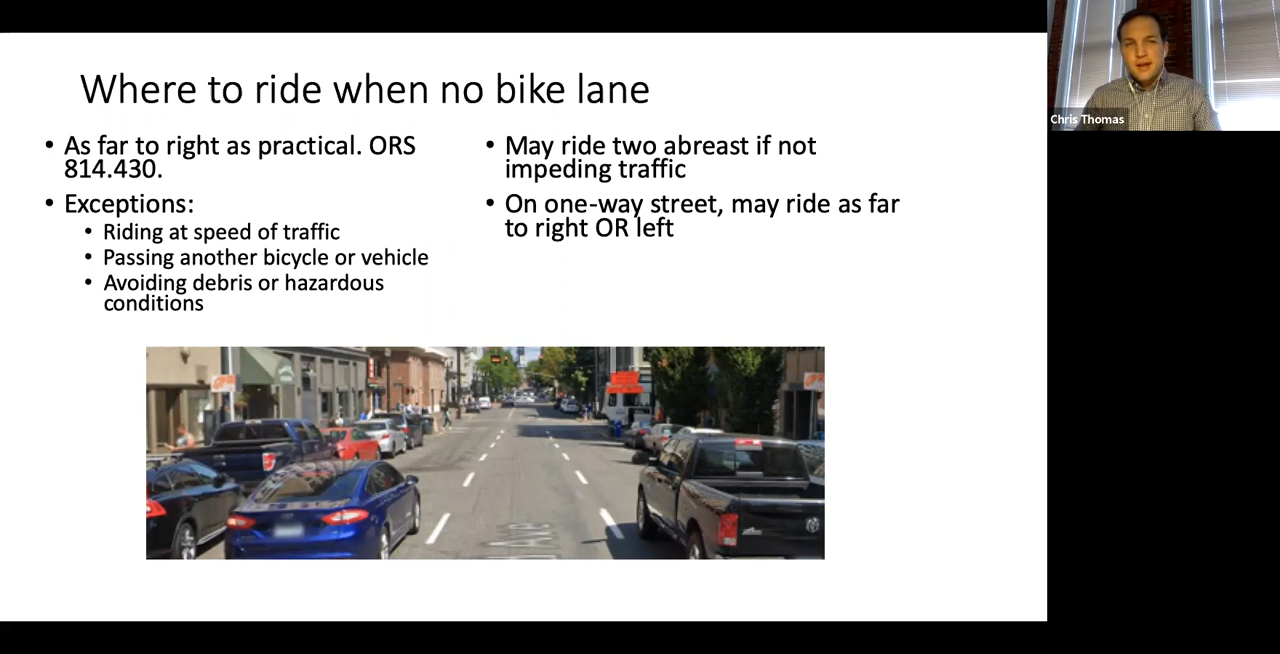 Where to ride when no bike lane
• As far to right as practical. ORS
814.430.
• Exceptions:
• Riding at speed of traffic
• Passing another bicycle or vehicle
• Avoiding debris or hazardous
conditions
• May ride two abreast if not
impeding traffic
• On one-way street, may ride as far
to right OR left
Chris Thomas